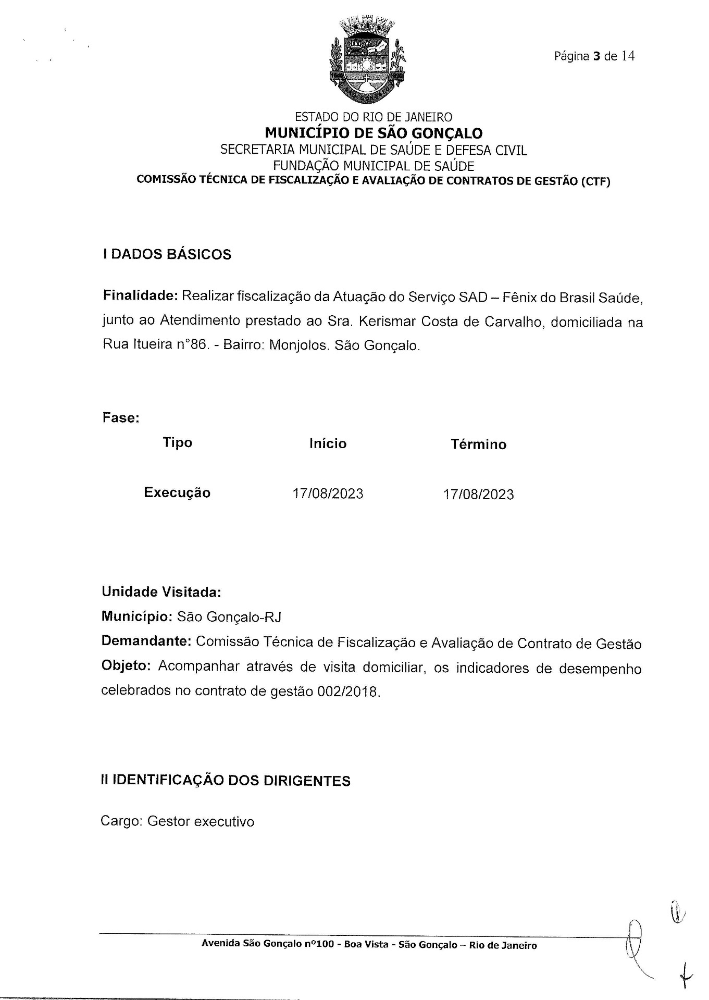 Página 3 de 14
ESTADO DO RIO DE JANEIRO
MUNICÍPIO DE SÃO GONÇALO
SECRETARIA MUNICIPAL DE SAÚDE E DEFESA CIVIL
FUNDAÇÃO MUNICIPAL DE SAÚDE
COMISSÃO TÉCNICA DE FISCALIZAÇÃO E AVALIAÇÃO DE CONTRATOS DE GESTÃO (CTF)
I DADOS BÁSICOS
Finalidade: Realizar fiscalização da Atuação do Serviço SAD – Fênix do Brasil Saúde,
junto ao Atendimento prestado ao Sra. Kerismar Costa de Carvalho, domiciliada na
Rua Itueira n°86. - Bairro: Monjolos. São Gonçalo.
Fase:
Tipo Início Término
Execução 17/08/2023 17/08/2023
Unidade Visitada:
Município: São Gonçalo-RJ
Demandante: Comissão Técnica de Fiscalização e Avaliação de Contrato de Gestão
Objeto: Acompanhar através de visita domiciliar, os indicadores de desempenho
celebrados no contrato de gestão 002/2018.
II IDENTIFICAÇÃO DOS DIRIGENTES
Cargo: Gestor executivo
Avenida São Gonçalo nº100 - Boa Vista - São Gonçalo – Rio de Janeiro